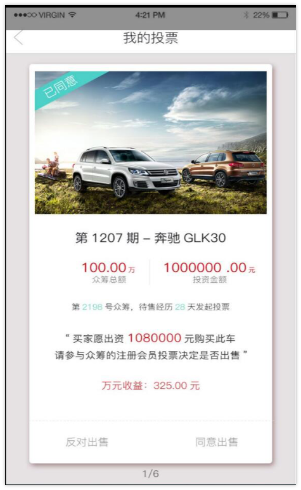 VIRGIN 4:21 PM 22%
我的投票
已同意
第 1207 期 – 奔驰 GLK30
100.00万 1000000 .00元
众筹总额 投资金额
第 2198 号众筹，待售经历 28 天发起投票
“ 买家愿出资 1080000 元购买此车
请参与众筹的注册会员投票决定是否出售 ”
万元收益：325.00 元
反对出售 同意出售
1/6